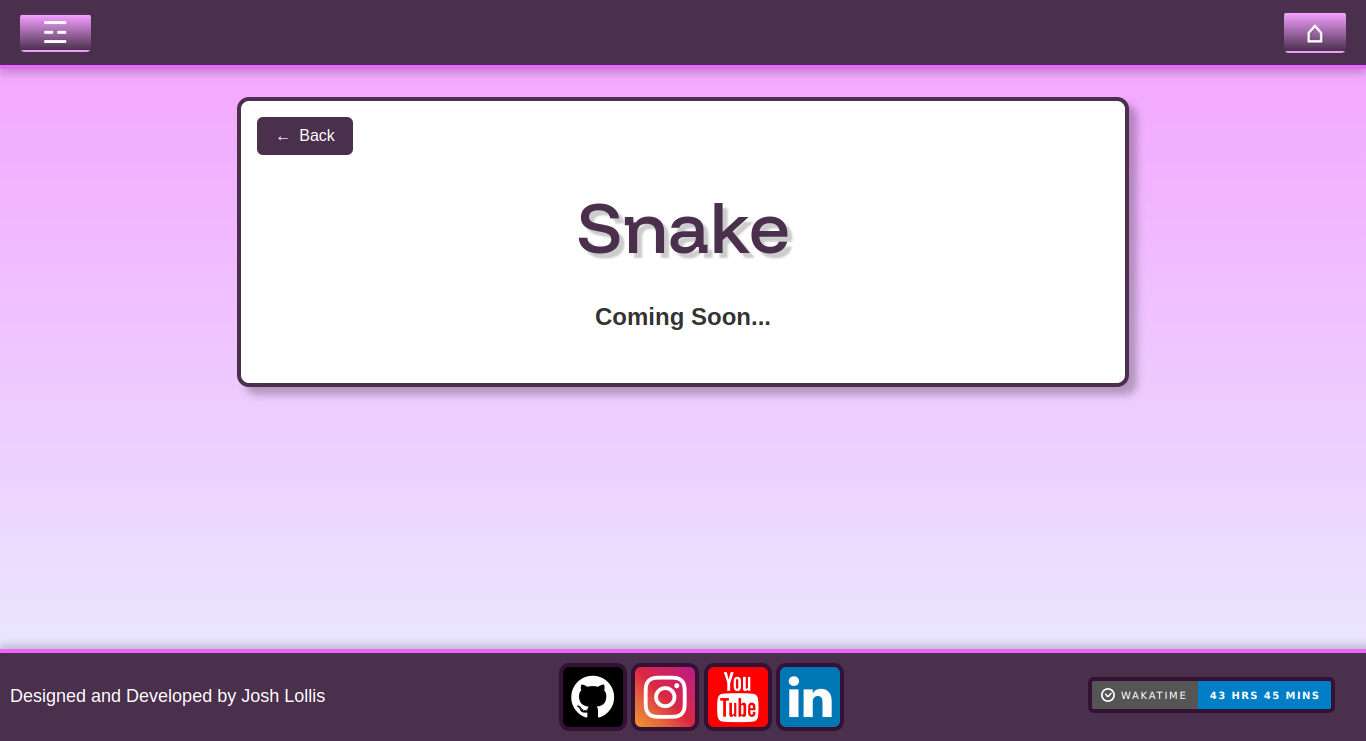 ☲
⌂
← Back
Snake
Coming Soon...
Designed and Developed by Josh Lollis
You
Tube
in
WAKATIME
43 HRS 45 MINS